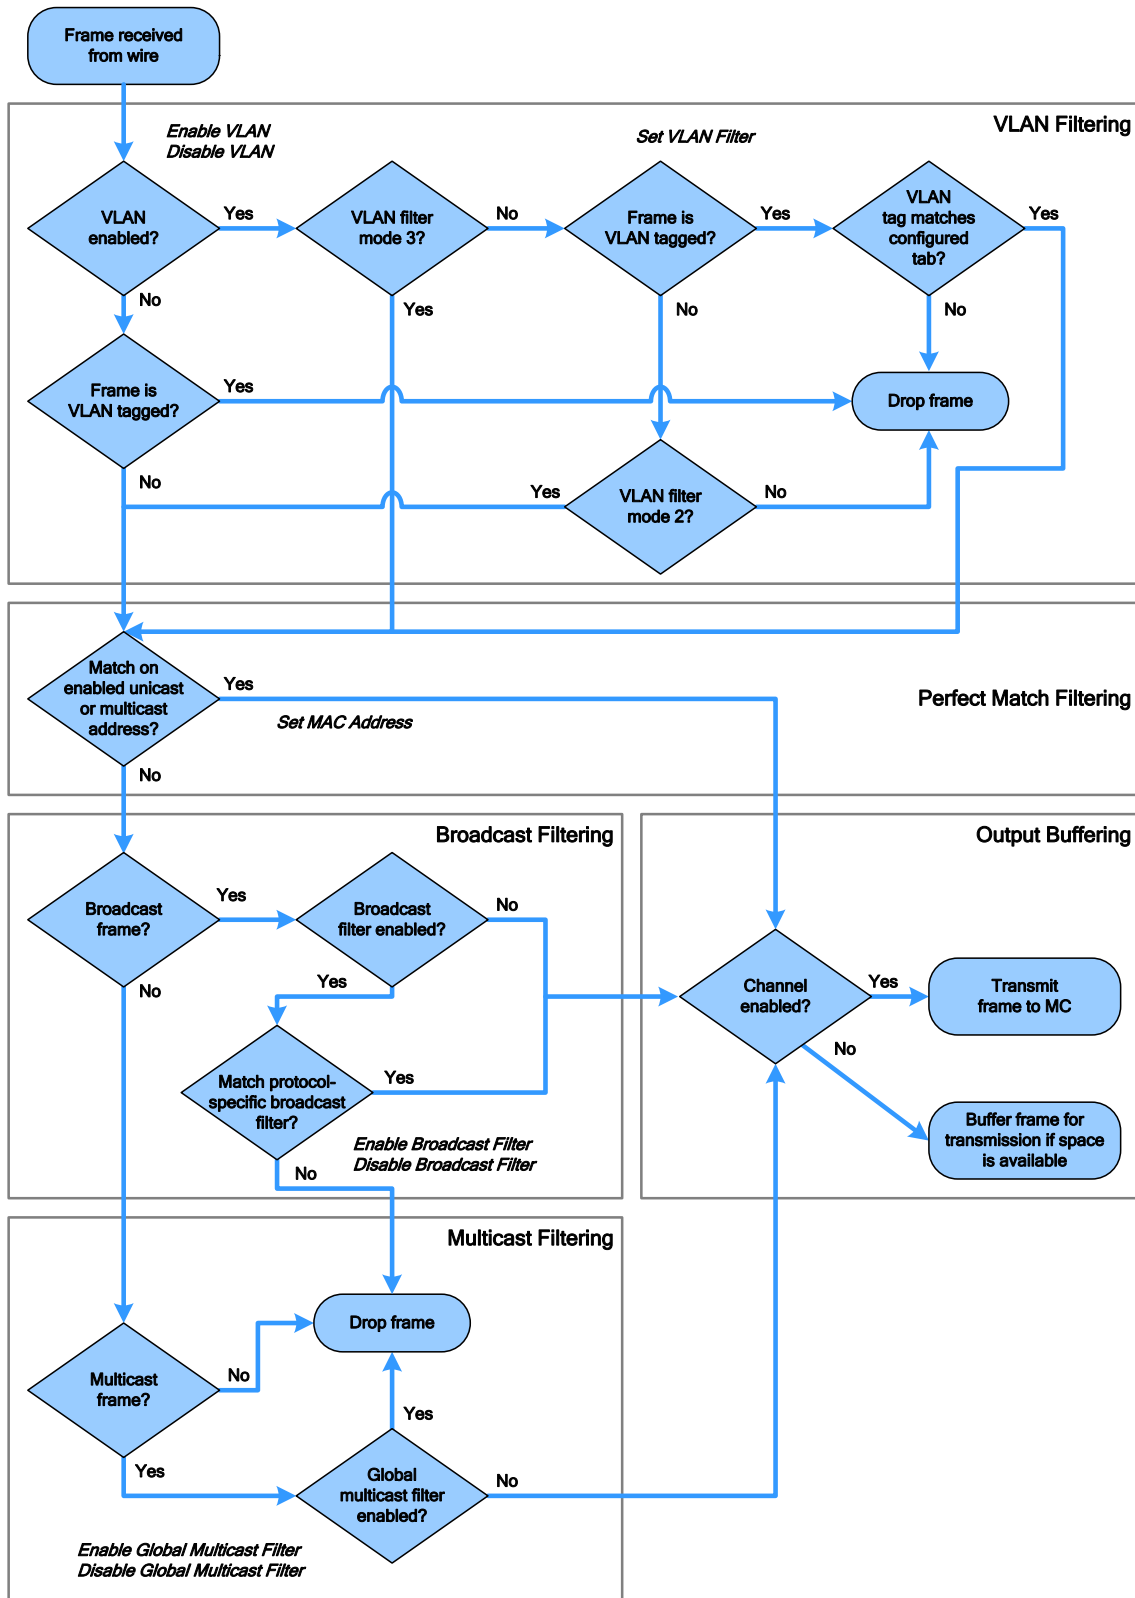 Frame received
from wire
VLAN Filtering
Enable VLAN
Disable VLAN
Set VLAN Filter
VLAN
enabled?
Yes
VLAN filter
mode 3?
No
Frame is
VLAN tagged?
Yes
VLAN
tag matches
configured
tab?
Yes
No
Yes
No
No
Frame is
VLAN tagged?
Yes
Drop frame
No
Yes
VLAN filter
mode 2?
No
Match on
enabled unicast
or multicast
address?
Yes
Set MAC Address
Perfect Match Filtering
No
Broadcast Filtering
Output Buffering
Broadcast
frame?
Yes
Broadcast
filter enabled?
No
No
Yes
Channel
enabled?
Yes
Transmit
frame to MC
No
Match protocol-
specific broadcast
filter?
Yes
Buffer frame for
transmission if space
is available
Enable Broadcast Filter
Disable Broadcast Filter
No
Multicast Filtering
Drop frame
Multicast
frame?
No
Yes
Yes
Global
multicast filter
enabled?
No
Enable Global Multicast Filter
Disable Global Multicast Filter